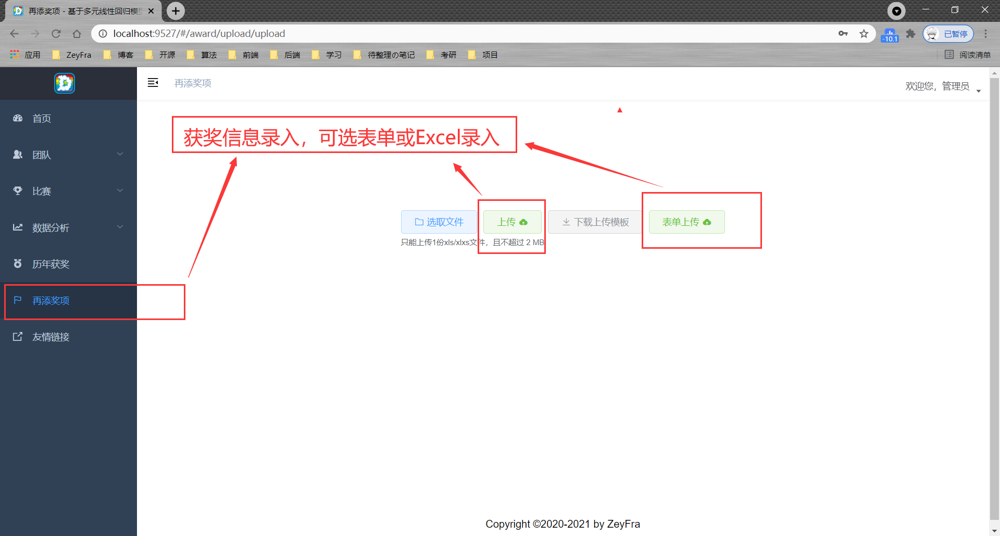 再添奖项 - 基于多元线性回归模型
localhost:9527/#/award/upload/upload
-10.1
已暂停
应用
ZeyFra
博客
开源
算法
前端
后端
学习
待整理の笔记
考研
项目
阅读清单
再添奖项
欢迎您，管理员
首页
团队
比赛
数据分析
历年获奖
再添奖项
友情链接
获奖信息录入，可选表单或Excel录入
选取文件
上传
下载上传模板
表单上传
只能上传1份xls/xlxs文件，且不超过 2 MB
Copyright ©2020-2021 by ZeyFra